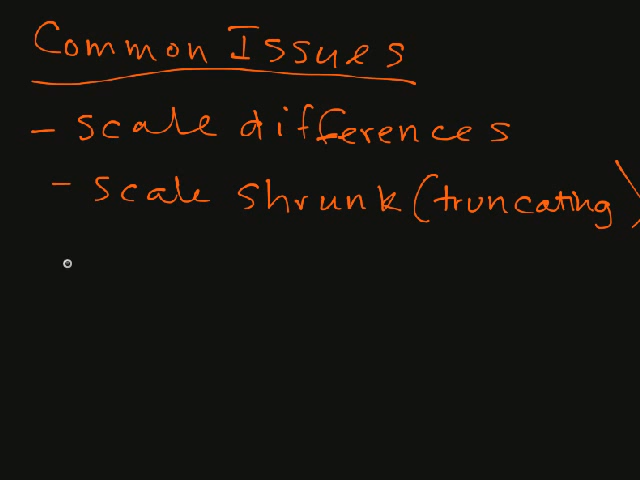 Common Issues
- scale differences
- scale shrunk (truncating)